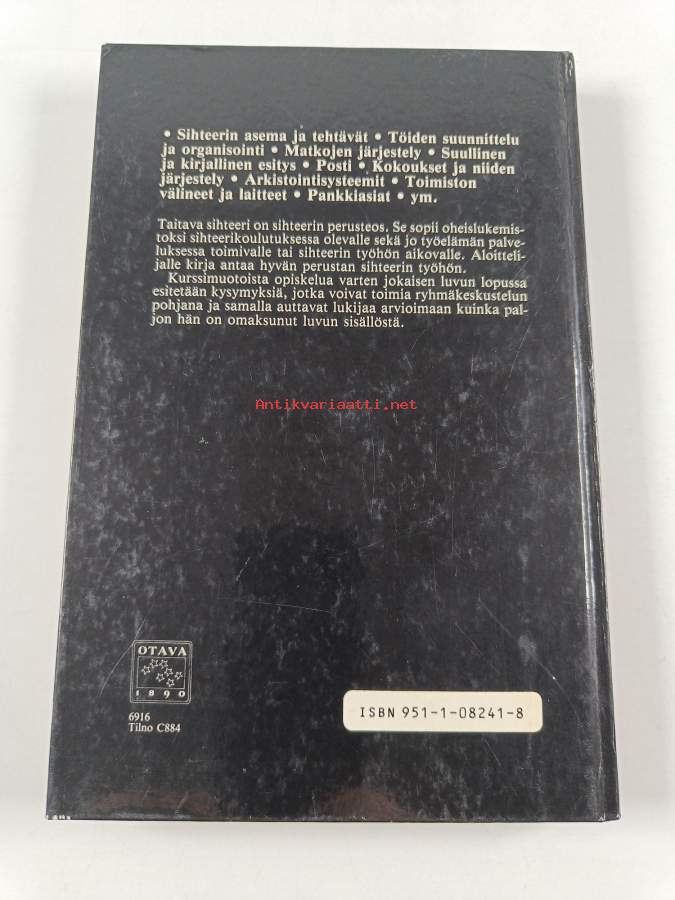 • Sihteerin asema ja tehtävät • Töiden suunnittelu
ja organisointi • Matkojen järjestely • Suullinen
ja kirjallinen esitys • Posti • Kokoukset ja niiden
järjestely • Arkistointisysteemit • Toimiston
välineet ja laitteet • Pankkiasiat • ym.
Taitava sihteeri on sihteerin perusteos. Se sopii oheislukemis-
toksi sihteerikoulutuksessa olevalle sekä jo työelämän palve-
luksessa toimivalle tai sihteerin työhön aikovalle. Aloitteli-
jalle kirja antaa hyvän perustan sihteerin työhön.
Kurssimuotoista opiskelua varten jokaisen luvun lopussa
esitetään kysymyksiä, jotka voivat toimia ryhmäkeskustelun
pohjana ja samalla auttavat lukijaa arvioimaan kuinka pal-
jon hän on omaksunut luvun sisällöstä.
Antikvariaatti.net
OTAVA
1890
6916
Tilno C884
ISBN 951-1-08241-8